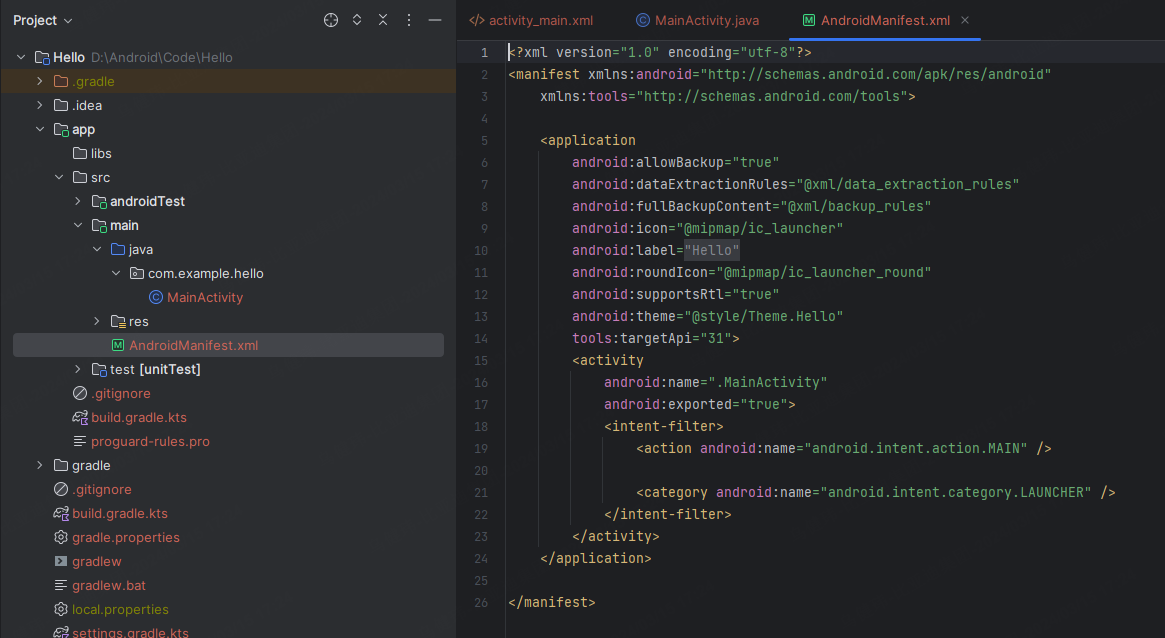 Project
Hello D:\Android\Code\Hello
.gradle
.idea
app
libs
src
androidTest
main
java
com.example.hello
MainActivity
res
AndroidManifest.xml
test [unitTest]
.gitignore
build.gradle.kts
proguard-rules.pro
gradle
.gitignore
build.gradle.kts
gradle.properties
gradlew
gradlew.bat
local.properties
settings.gradle.kts
activity_main.xml MainActivity.java AndroidManifest.xml
1 <?xml version="1.0" encoding="utf-8"?>
2 <manifest xmlns:android="http://schemas.android.com/apk/res/android"
3 xmlns:tools="http://schemas.android.com/tools">
4
5 <application
6 android:allowBackup="true"
7 android:dataExtractionRules="@xml/data_extraction_rules"
8 android:fullBackupContent="@xml/backup_rules"
9 android:icon="@mipmap/ic_launcher"
10 android:label="Hello"
11 android:roundIcon="@mipmap/ic_launcher_round"
12 android:supportsRtl="true"
13 android:theme="@style/Theme.Hello"
14 tools:targetApi="31">
15 <activity
16 android:name=".MainActivity"
17 android:exported="true">
18 <intent-filter>
19 <action android:name="android.intent.action.MAIN" />
20
21 <category android:name="android.intent.category.LAUNCHER" />
22 </intent-filter>
23 </activity>
24 </application>
25
26 </manifest>